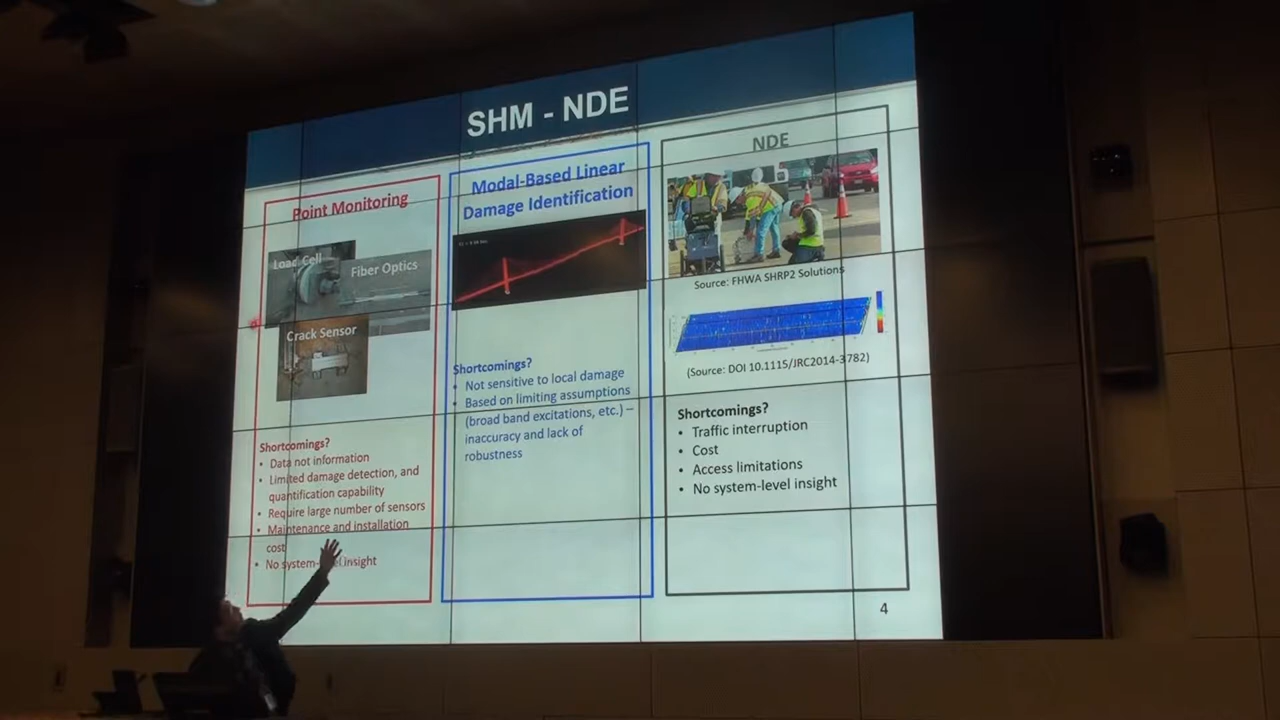 SHM - NDE
Point Monitoring
Load Cell
Fiber Optics
Crack Sensor
Shortcomings?
• Data not information
• Limited damage detection, and
quantification capability
• Require large number of sensors
• Maintenance and installation
cost
• No system-level insight
Modal-Based Linear
Damage Identification
Shortcomings?
• Not sensitive to local damage
• Based on limiting assumptions
(broad band excitations, etc.) –
inaccuracy and lack of
robustness
NDE
Source: FHWA SHRP2 Solutions
(Source: DOI 10.1115/JRC2014-3782)
Shortcomings?
• Traffic interruption
• Cost
• Access limitations
• No system-level insight
4